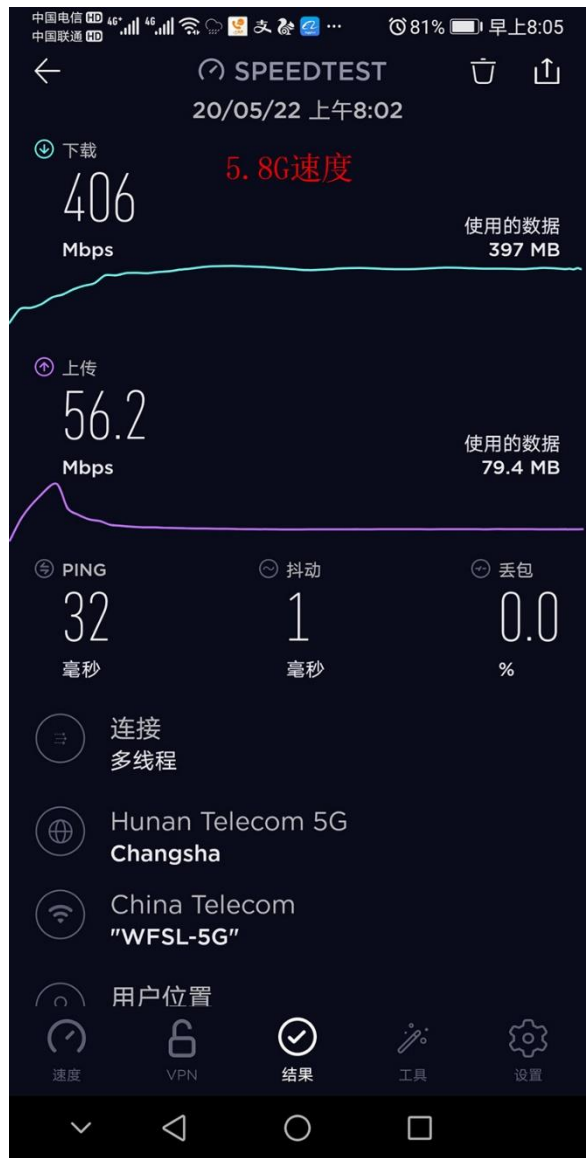 中国电信 HD 4G+ 4G 支 81% 早上8:05
中国联通 HD
SPEEDTEST
20/05/22 上午8:02
下载
5.8G速度
406
Mbps
使用的数据
397 MB
上传
56.2
Mbps
使用的数据
79.4 MB
PING
抖动
丢包
32
1
0.0
毫秒
毫秒
%
连接
多线程
Hunan Telecom 5G
Changsha
China Telecom
"WFSL-5G"
用户位置
速度
VPN
结果
工具
设置